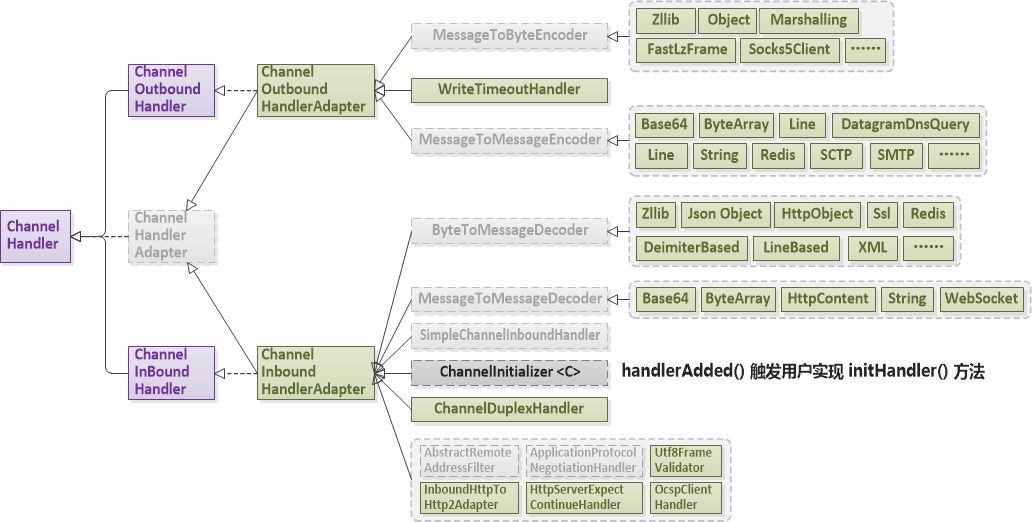 Zllib
Object
Marshalling
MessageToByteEncoder
FastLzFrame
Socks5Client
······
Channel
Outbound
Handler
Channel
Outbound
HandlerAdapter
WriteTimeoutHandler
Base64
ByteArray
Line
DatagramDnsQuery
MessageToMessageEncoder
Line
String
Redis
SCTP
SMTP
······
Channel
Handler
Channel
Handler
Adapter
Zllib
Json Object
HttpObject
Ssl
Redis
ByteToMessageDecoder
DeimiterBased
LineBased
XML
······
MessageToMessageDecoder
Base64
ByteArray
HttpContent
String
WebSocket
SimpleChannelInboundHandler
Channel
InBound
Handler
Channel
Inbound
HandlerAdapter
ChannelInitializer <C>
handlerAdded() 触发用户实现 initHandler() 方法
ChannelDuplexHandler
AbstractRemote
AddressFilter
ApplicationProtocol
NegotiationHandler
Utf8Frame
Validator
InboundHttpTo
Http2Adapter
HttpServerExpect
ContinueHandler
OcspClient
Handler